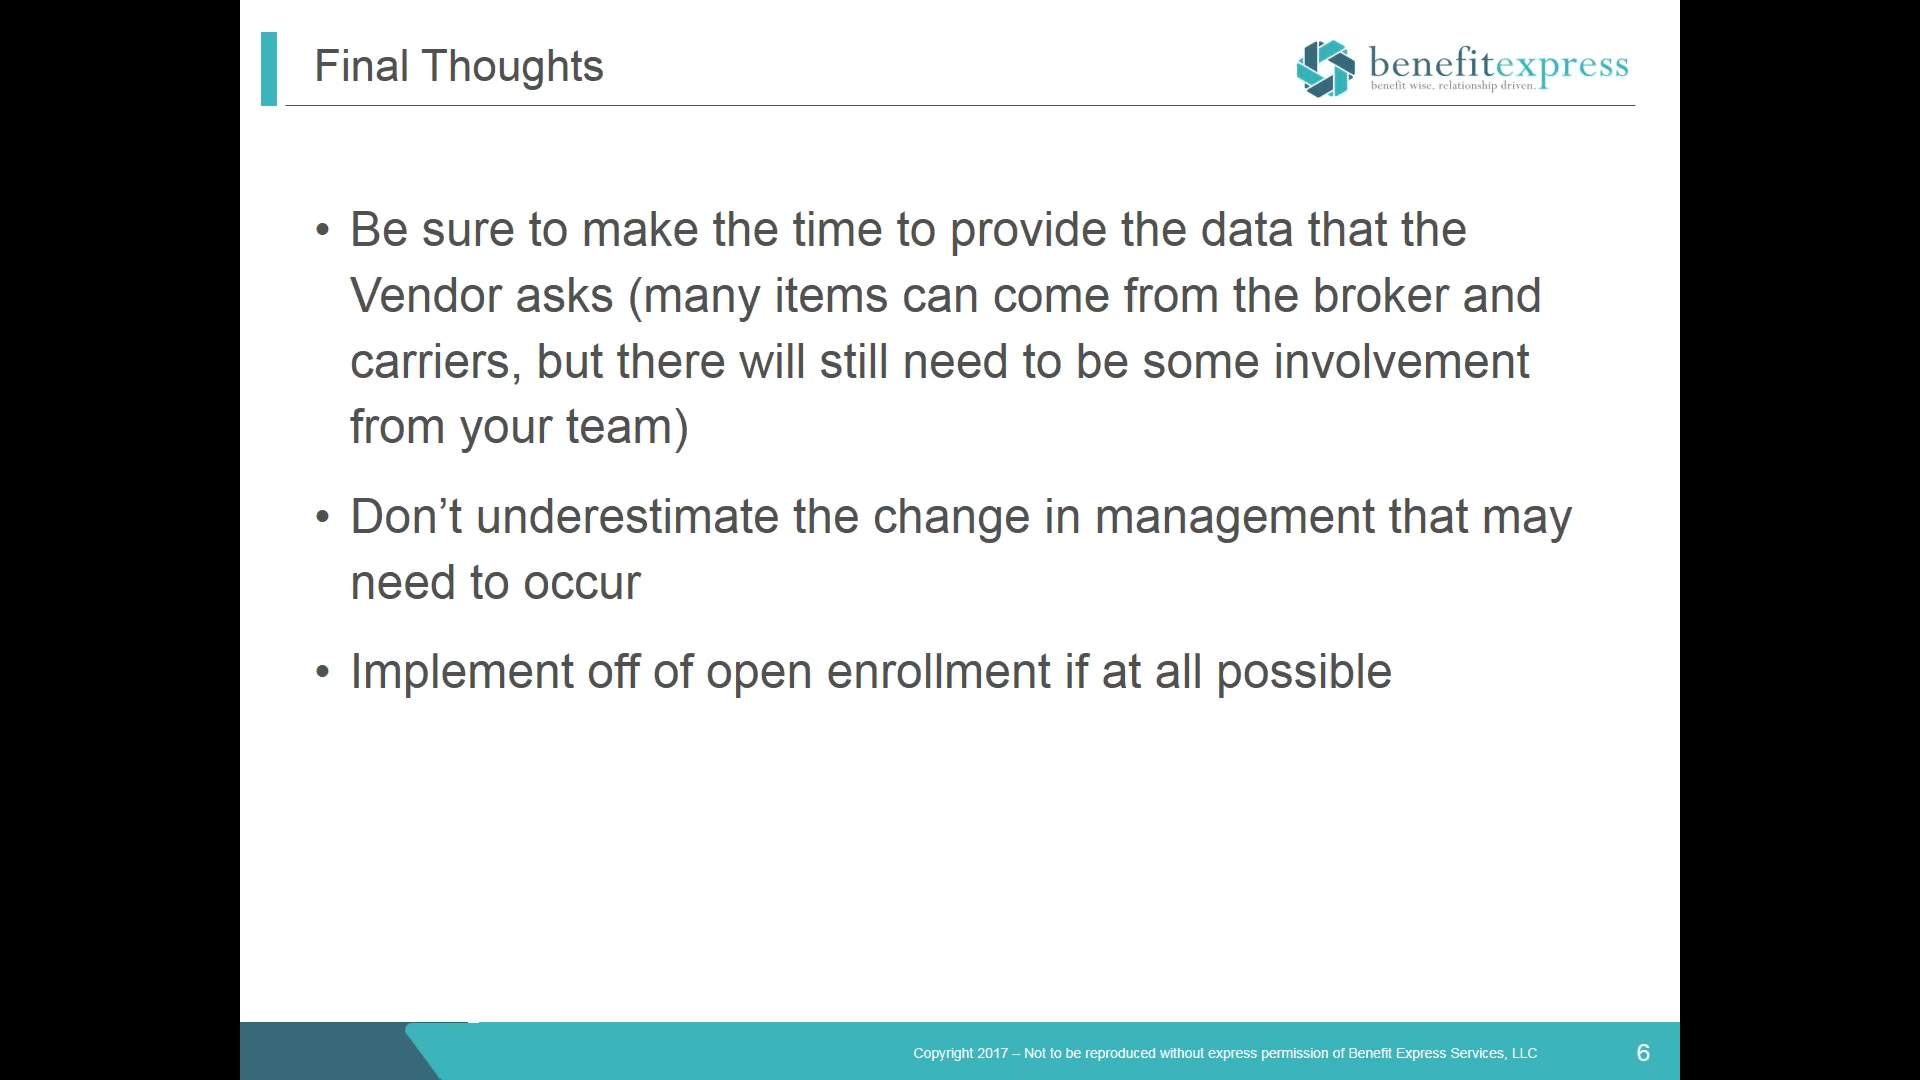 Final Thoughts
benefitexpress
benefit wise. relationship driven.
• Be sure to make the time to provide the data that the
Vendor asks (many items can come from the broker and
carriers, but there will still need to be some involvement
from your team)
• Don’t underestimate the change in management that may
need to occur
• Implement off of open enrollment if at all possible
Copyright 2017 – Not to be reproduced without express permission of Benefit Express Services, LLC
6